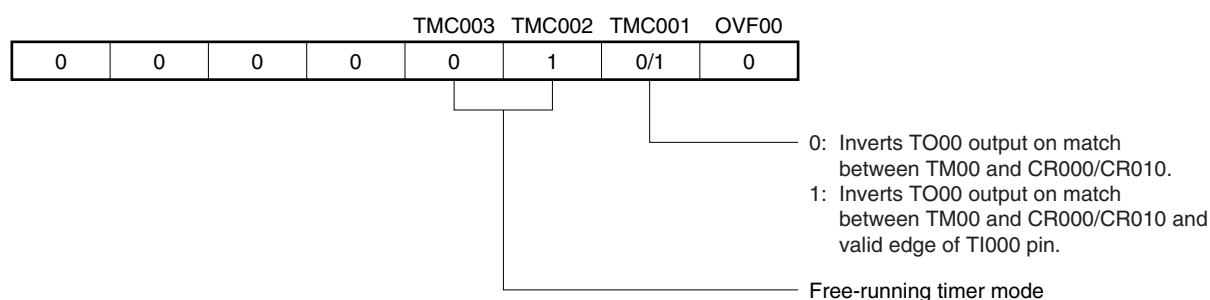 TMC003 TMC002 TMC001 OVF00
0 0 0 0 0 1 0/1 0
0: Inverts TO00 output on match
between TM00 and CR000/CR010.
1: Inverts TO00 output on match
between TM00 and CR000/CR010 and
valid edge of TI000 pin.
Free-running timer mode